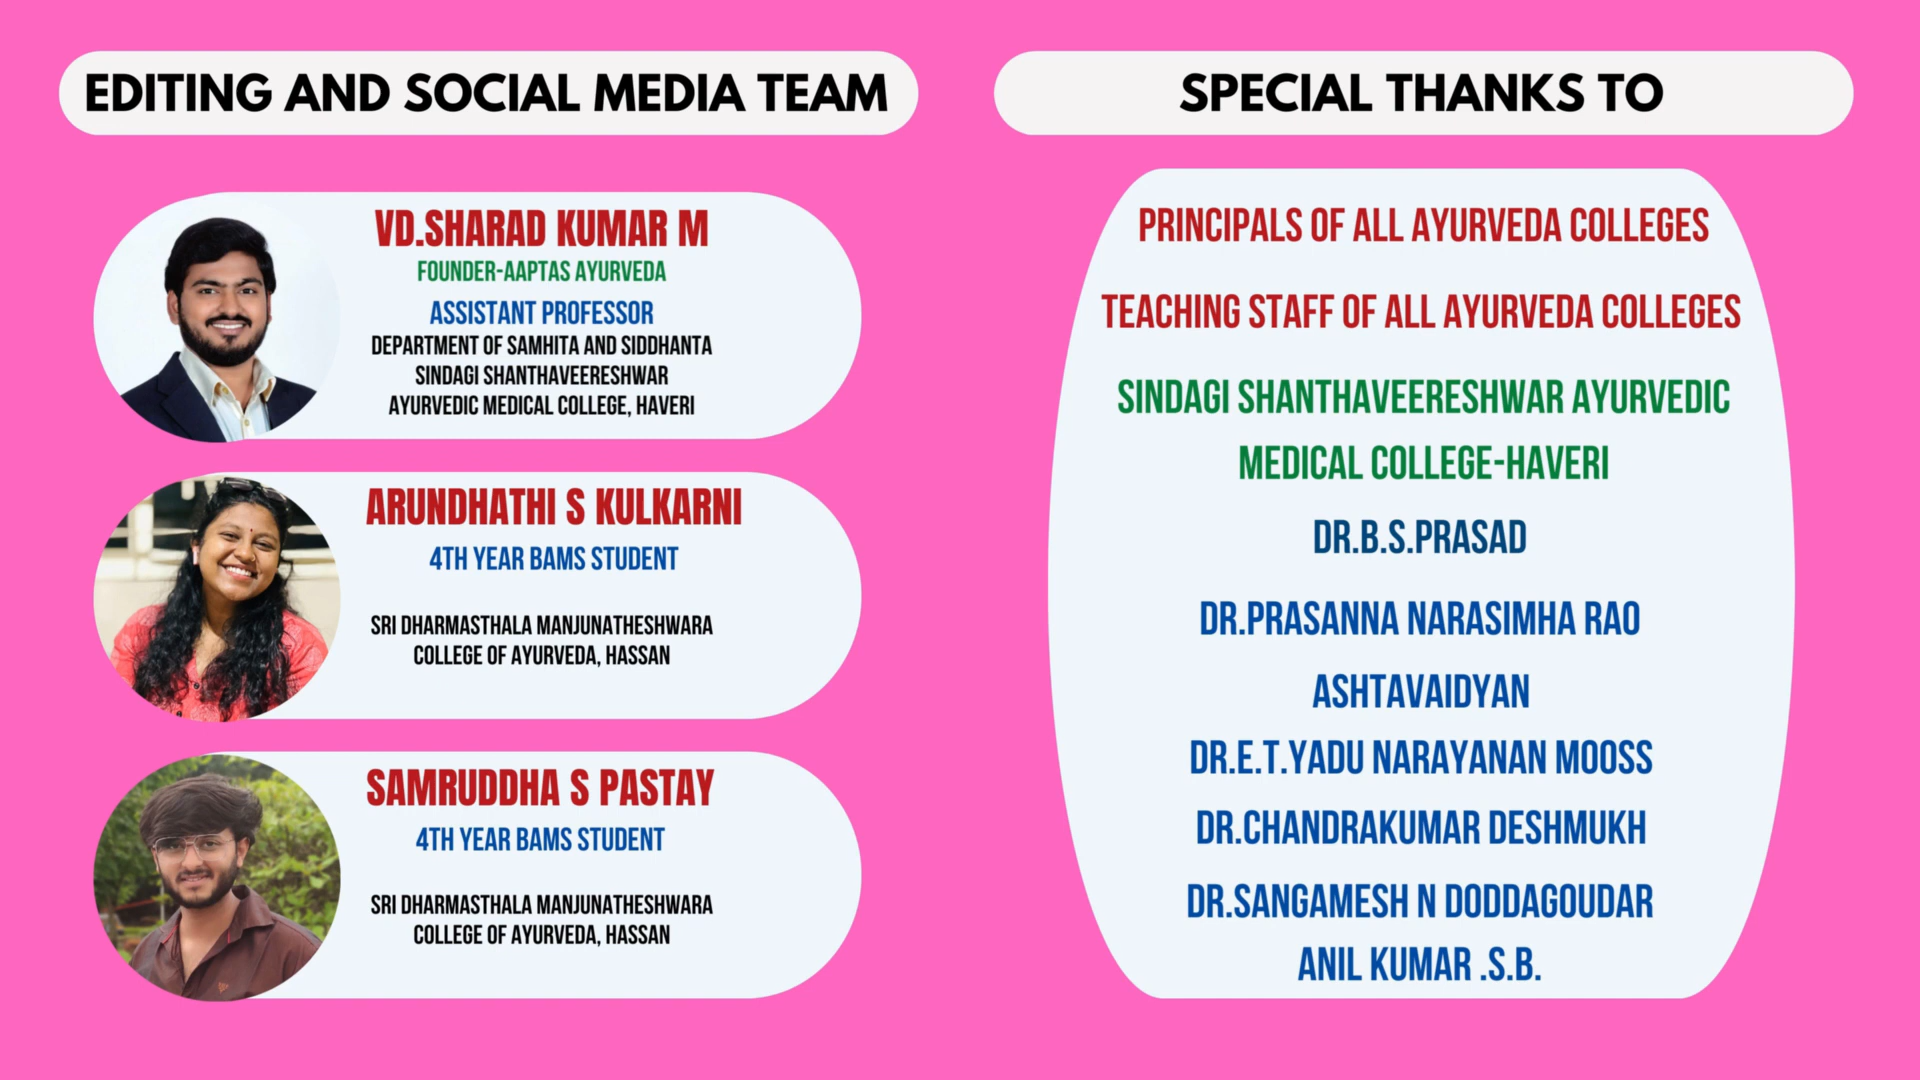 EDITING AND SOCIAL MEDIA TEAM
VD.SHARAD KUMAR M
FOUNDER-AAPTAS AYURVEDA
ASSISTANT PROFESSOR
DEPARTMENT OF SAMHITA AND SIDDHANTA
SINDAGI SHANTHAVEERESHWAR
AYURVEDIC MEDICAL COLLEGE, HAVERI
ARUNDHATHI S KULKARNI
4TH YEAR BAMS STUDENT
SRI DHARMASTHALA MANJUNATHESHWARA
COLLEGE OF AYURVEDA, HASSAN
SAMRUDDHA S PASTAY
4TH YEAR BAMS STUDENT
SRI DHARMASTHALA MANJUNATHESHWARA
COLLEGE OF AYURVEDA, HASSAN
SPECIAL THANKS TO
PRINCIPALS OF ALL AYURVEDA COLLEGES
TEACHING STAFF OF ALL AYURVEDA COLLEGES
SINDAGI SHANTHAVEERESHWAR AYURVEDIC
MEDICAL COLLEGE-HAVERI
DR.B.S.PRASAD
DR.PRASANNA NARASIMHA RAO
ASHTAVAIDYAN
DR.E.T.YADU NARAYANAN MOOSS
DR.CHANDRAKUMAR DESHMUKH
DR.SANGAMESH N DODDAGOUDAR
ANIL KUMAR .S.B.